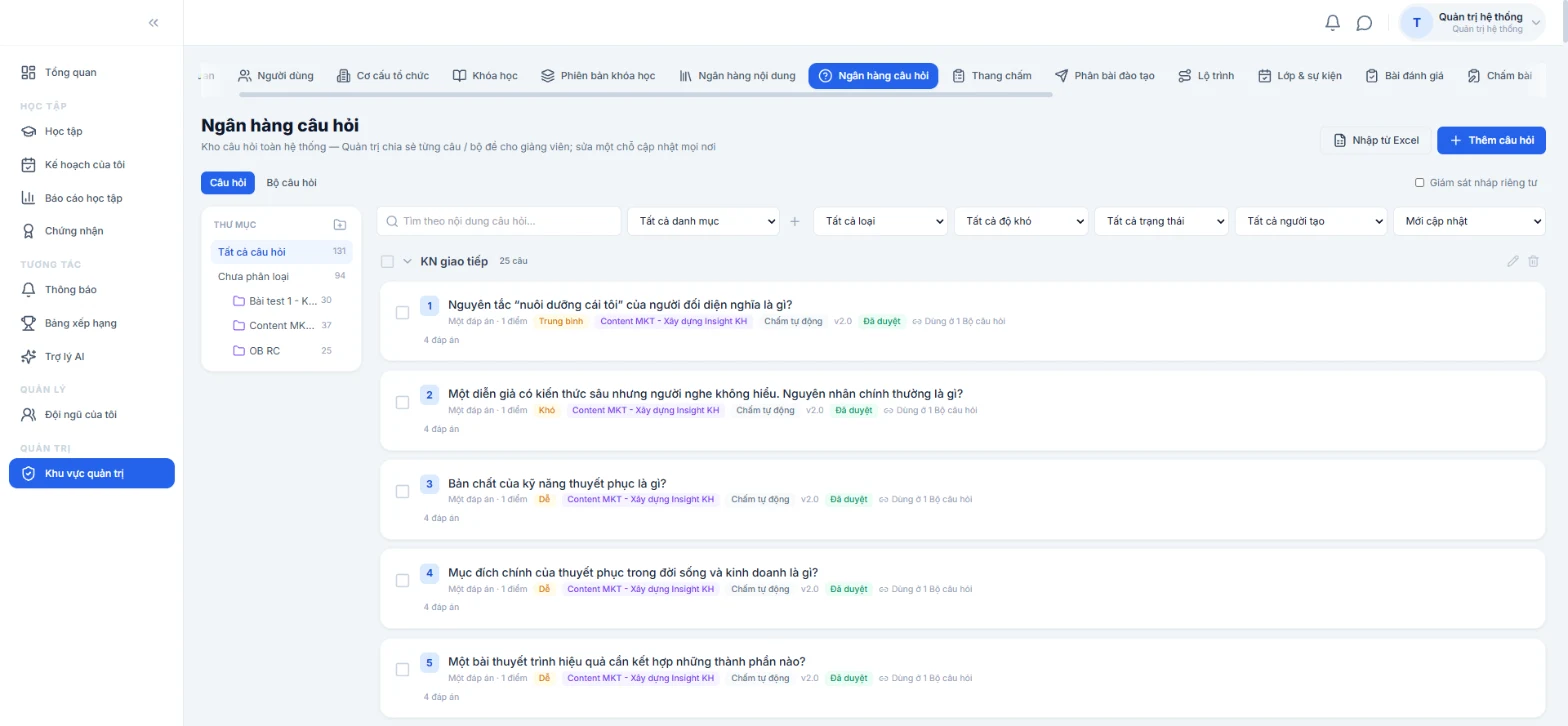 T
Quản trị hệ thống
Quản trị hệ thống
Tổng quan
HỌC TẬP
Học tập
Kế hoạch của tôi
Báo cáo học tập
Chứng nhận
TƯƠNG TÁC
Thông báo
Bảng xếp hạng
Trợ lý AI
QUẢN LÝ
Đội ngũ của tôi
QUẢN TRỊ
Khu vực quản trị
Người dùng Cơ cấu tổ chức Khóa học Phiên bản khóa học Ngân hàng nội dung Ngân hàng câu hỏi Thang chấm Phân bài đào tạo Lộ trình Lớp & sự kiện Bài đánh giá Chấm bài
Ngân hàng câu hỏi
Kho câu hỏi toàn hệ thống — Quản trị chia sẻ từng câu / bộ đề cho giảng viên; sửa một chỗ cập nhật mọi nơi
Nhập từ Excel
Thêm câu hỏi
Câu hỏi Bộ câu hỏi
Giám sát nháp riêng tư
THƯ MỤC
Tất cả câu hỏi 131
Chưa phân loại 94
Bài test 1 - K... 30
Content MK... 37
OB RC 25
Tìm theo nội dung câu hỏi... Tất cả danh mục Tất cả loại Tất cả độ khó Tất cả trạng thái Tất cả người tạo Mới cập nhật
KN giao tiếp 25 câu
1 Nguyên tắc “nuôi dưỡng cái tôi” của người đối diện nghĩa là gì?
Một đáp án · 1 điểm Trung bình Content MKT - Xây dựng Insight KH Chấm tự động v2.0 Đã duyệt Dùng ở 1 Bộ câu hỏi
4 đáp án
2 Một diễn giả có kiến thức sâu nhưng người nghe không hiểu. Nguyên nhân chính thường là gì?
Một đáp án · 1 điểm Khó Content MKT - Xây dựng Insight KH Chấm tự động v2.0 Đã duyệt Dùng ở 1 Bộ câu hỏi
4 đáp án
3 Bản chất của kỹ năng thuyết phục là gì?
Một đáp án · 1 điểm Dễ Content MKT - Xây dựng Insight KH Chấm tự động v2.0 Đã duyệt Dùng ở 1 Bộ câu hỏi
4 đáp án
4 Mục đích chính của thuyết phục trong đời sống và kinh doanh là gì?
Một đáp án · 1 điểm Dễ Content MKT - Xây dựng Insight KH Chấm tự động v2.0 Đã duyệt Dùng ở 1 Bộ câu hỏi
4 đáp án
5 Một bài thuyết trình hiệu quả cần kết hợp những thành phần nào?
Một đáp án · 1 điểm Dễ Content MKT - Xây dựng Insight KH Chấm tự động v2.0 Đã duyệt Dùng ở 1 Bộ câu hỏi
4 đáp án